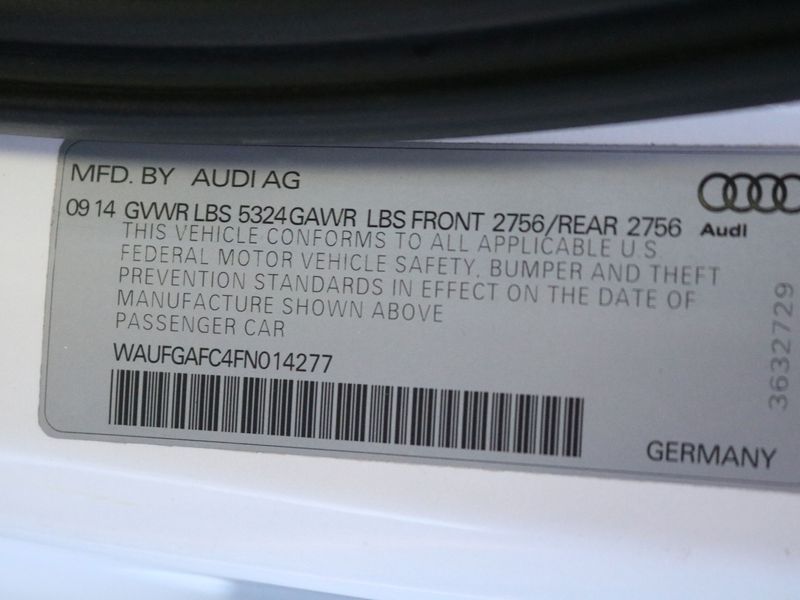 MFD. BY AUDI AG
09 14 GVWR LBS 5324 GAWR LBS FRONT 2756/REAR 2756
Audi
THIS VEHICLE CONFORMS TO ALL APPLICABLE U.S.
FEDERAL MOTOR VEHICLE SAFETY, BUMPER AND THEFT
PREVENTION STANDARDS IN EFFECT ON THE DATE OF
MANUFACTURE SHOWN ABOVE
PASSENGER CAR
WAUFGAFC4FN014277
3632729
GERMANY